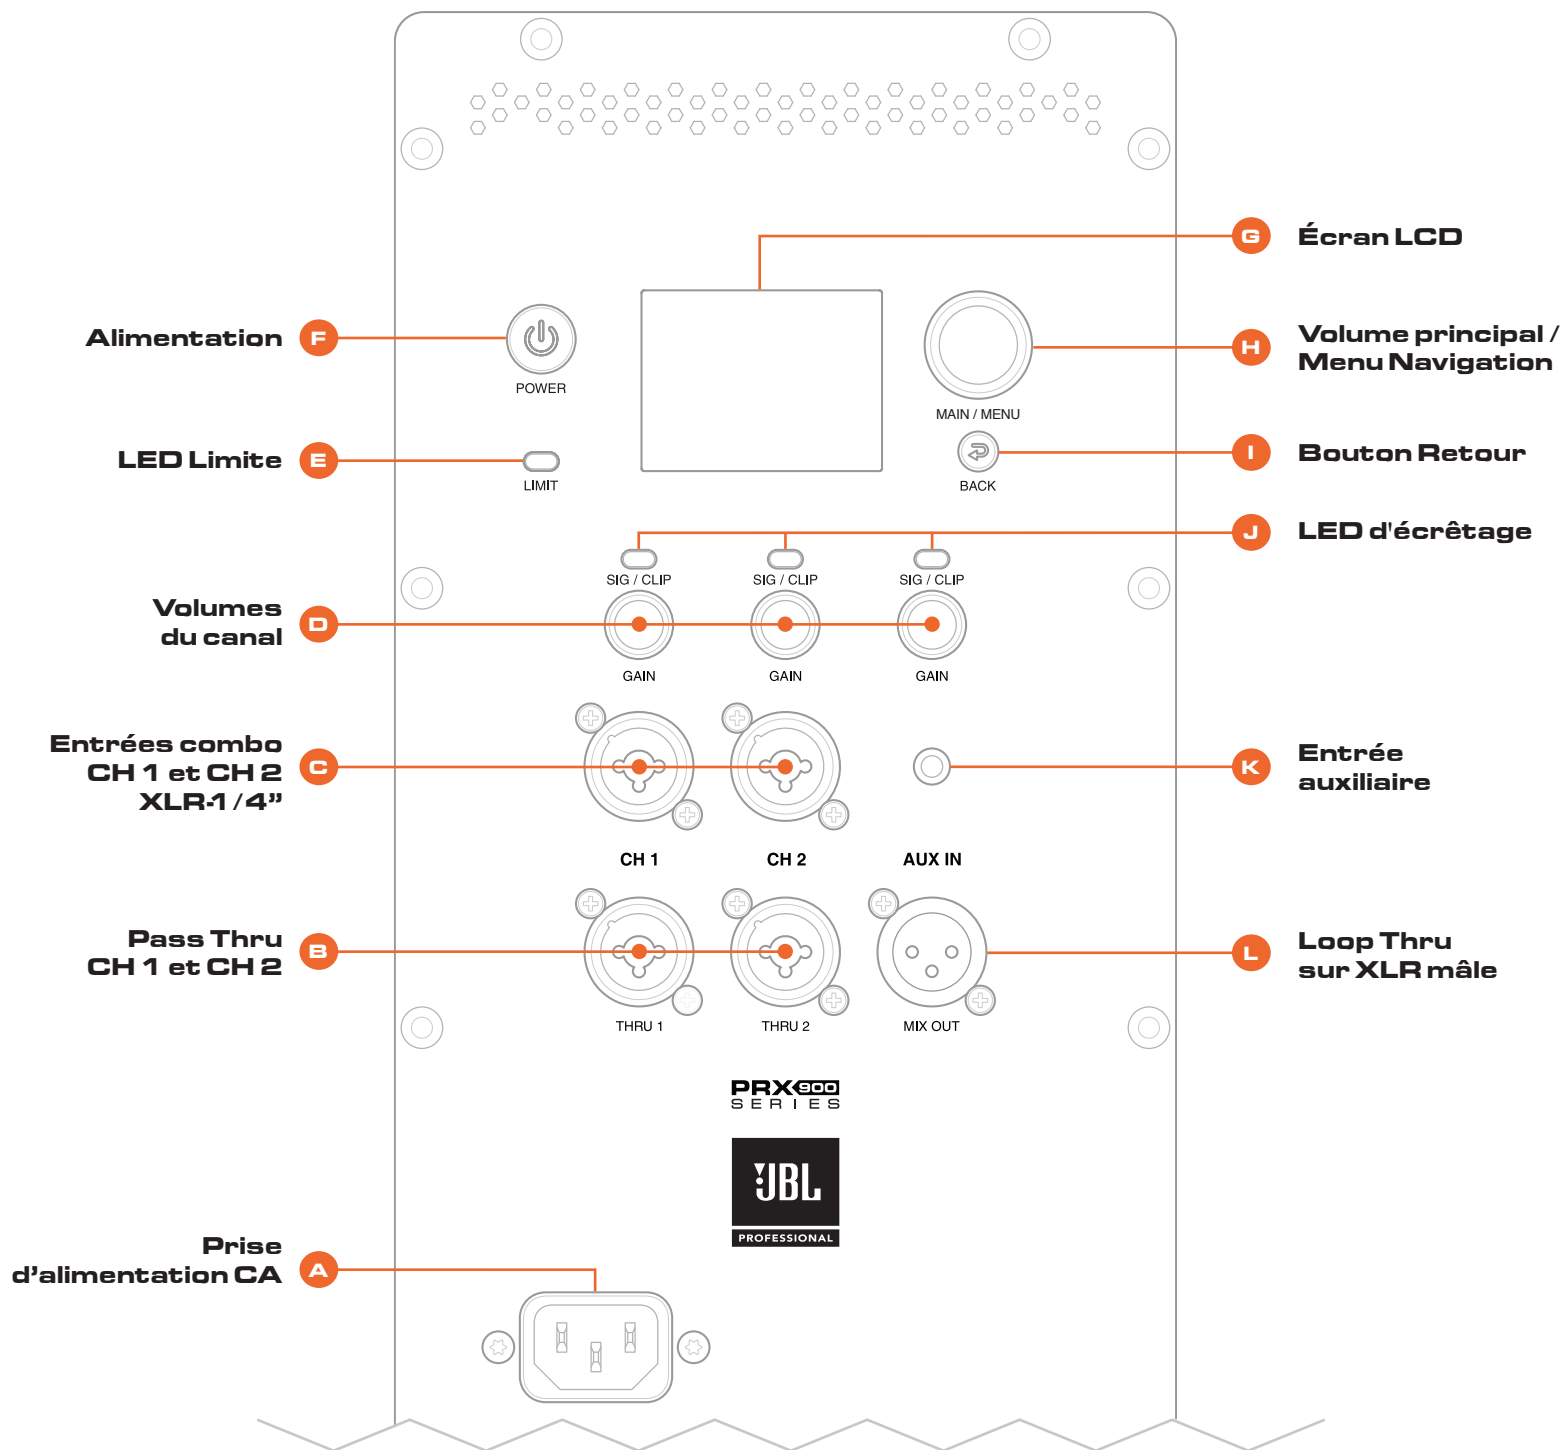 G Écran LCD
Alimentation F
POWER
H Volume principal /
Menu Navigation
MAIN / MENU
LED Limite E
LIMIT
I Bouton Retour
BACK
J LED d'écrêtage
SIG / CLIP SIG / CLIP SIG / CLIP
Volumes
du canal
D
GAIN GAIN GAIN
Entrées combo
CH 1 et CH 2
XLR-1/4”
C
K Entrée
auxiliaire
CH 1 CH 2 AUX IN
Pass Thru
CH 1 et CH 2
B
L Loop Thru
sur XLR mâle
THRU 1 THRU 2 MIX OUT
PRX900
SERIES
JBL
PROFESSIONAL
Prise
d’alimentation CA
A